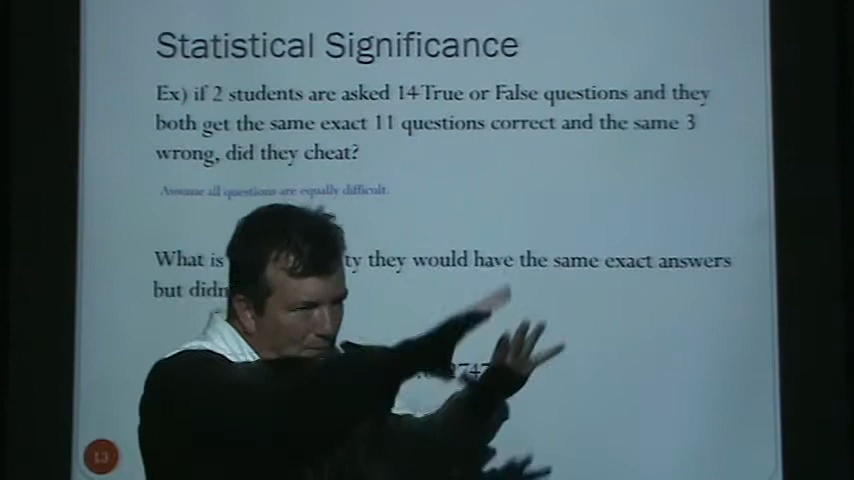 Statistical Significance
Ex) if 2 students are asked 14 True or False questions and they
both get the same exact 11 questions correct and the same 3
wrong, did they cheat?
Assume all questions are equally difficult.
What is ty they would have the same exact answers
but didn
2747
13